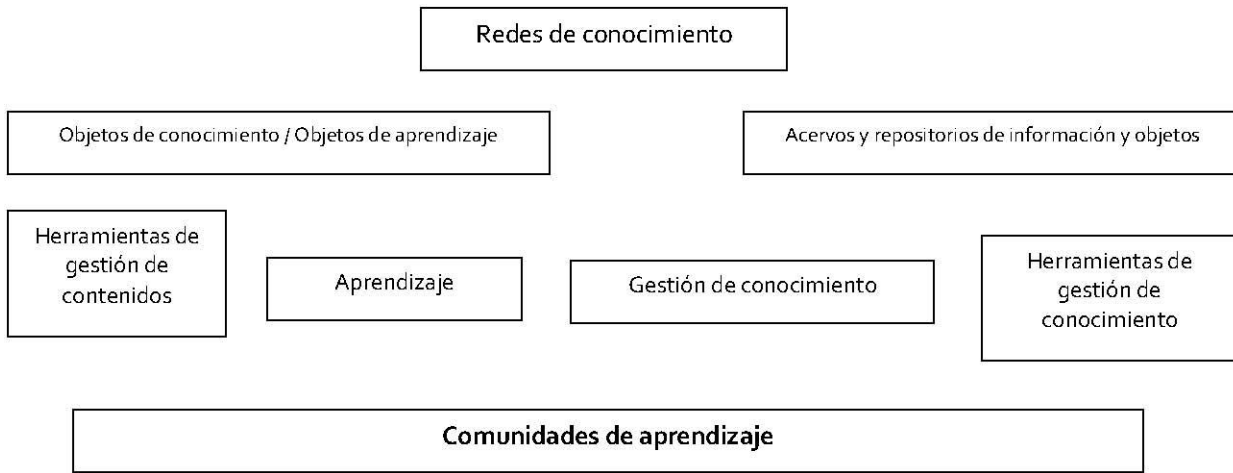 Redes de conocimiento
Objetos de conocimiento / Objetos de aprendizaje
Acervos y repositorios de información y objetos
Herramientas de
gestión de
contenidos
Aprendizaje
Gestión de conocimiento
Herramientas de
gestión de
conocimiento
Comunidades de aprendizaje